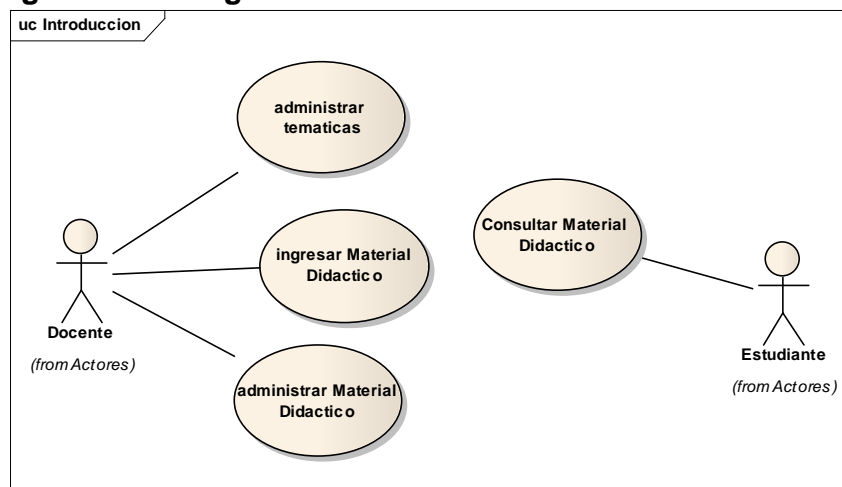 uc Introduccion
administrar
tematicas
Consultar Material
Didactico
ingresar Material
Didactico
Docente
(from Actores)
Estudiante
(from Actores)
administrar Material
Didactico